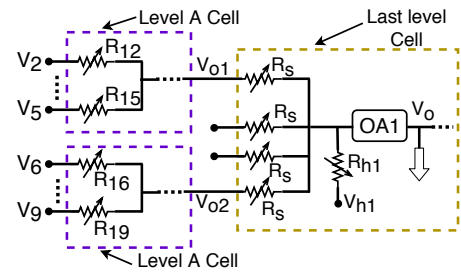 Level A Cell
Last level
Cell
V2
R12
V5
R15
Vo1
Rs
Rs
Rs
Rs
OA1
Vo
Rh1
Vh1
V6
R16
V9
R19
Vo2
Level A Cell